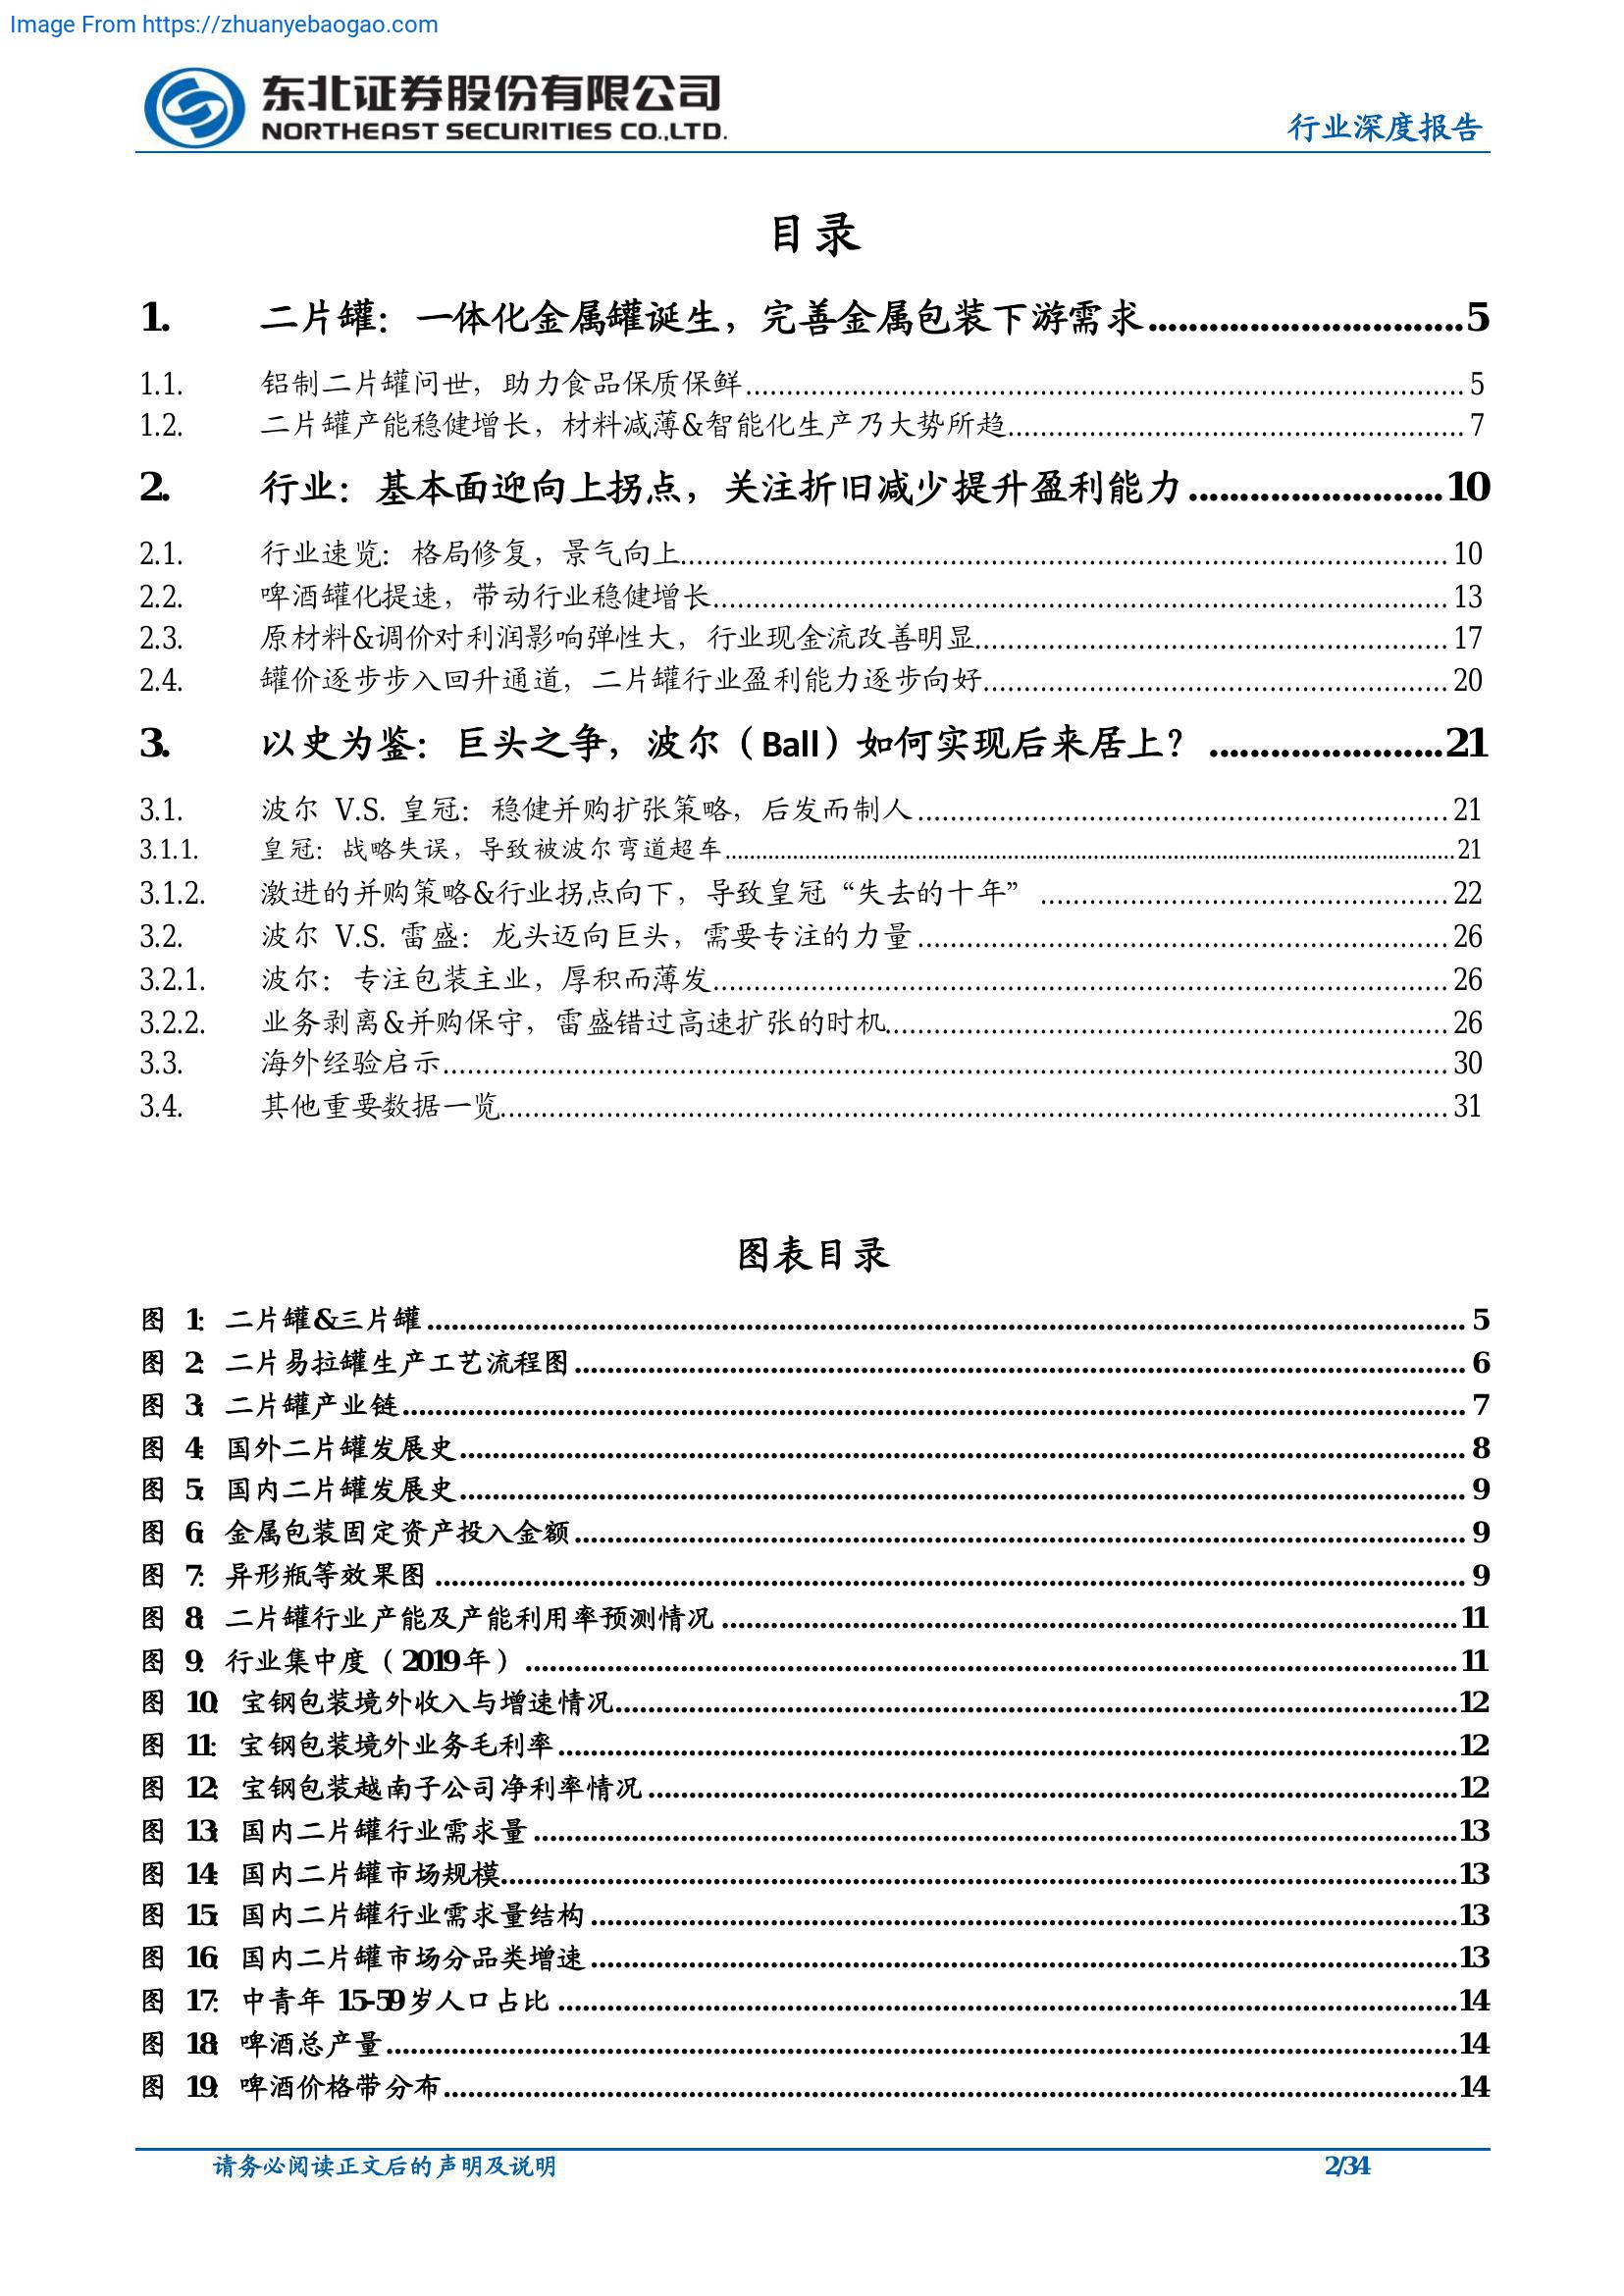 Image From https://zhuanyebaogao.com
东北证券股份有限公司
NORTHEAST SECURITIES CO.,LTD.
行业深度报告
目录
1. 二片罐：一体化金属罐诞生，完善金属包装下游需求..............................5
1.1. 铝制二片罐问世，助力食品保质保鲜..............................5
1.2. 二片罐产能稳健增长，材料减薄&智能化生产乃大势所趋..............................7
2. 行业：基本面迎向上拐点，关注折旧减少提升盈利能力..............................10
2.1. 行业速览：格局修复，景气向上..............................10
2.2. 啤酒罐化提速，带动行业稳健增长..............................13
2.3. 原材料&调价对利润影响弹性大，行业现金流改善明显..............................17
2.4. 罐价逐步步入回升通道，二片罐行业盈利能力逐步向好..............................20
3. 以史为鉴：巨头之争，波尔（Ball）如何实现后来居上？..............................21
3.1. 波尔 V.S. 皇冠：稳健并购扩张策略，后发而制人..............................21
3.1.1. 皇冠：战略失误，导致被波尔弯道超车..............................21
3.1.2. 激进的并购策略&行业拐点向下，导致皇冠“失去的十年”..............................22
3.2. 波尔 V.S. 雷盛：龙头迈向巨头，需要专注的力量..............................26
3.2.1. 波尔：专注包装主业，厚积而薄发..............................26
3.2.2. 业务剥离&并购保守，雷盛错过高速扩张的时机..............................26
3.3. 海外经验启示..............................30
3.4. 其他重要数据一览..............................31
图表目录
图 1：二片罐&三片罐..............................5
图 2：二片易拉罐生产工艺流程图..............................6
图 3：二片罐产业链..............................7
图 4：国外二片罐发展史..............................8
图 5：国内二片罐发展史..............................9
图 6：金属包装固定资产投入金额..............................9
图 7：异形瓶等效果图..............................9
图 8：二片罐行业产能及产能利用率预测情况..............................11
图 9：行业集中度（2019年）..............................11
图 10：宝钢包装境外收入与增速情况..............................12
图 11：宝钢包装境外业务毛利率..............................12
图 12：宝钢包装越南子公司净利率情况..............................12
图 13：国内二片罐行业需求量..............................13
图 14：国内二片罐市场规模..............................13
图 15：国内二片罐行业需求量结构..............................13
图 16：国内二片罐市场分品类增速..............................13
图 17：中青年 15-59岁人口占比..............................14
图 18：啤酒总产量..............................14
图 19：啤酒价格带分布..............................14
请务必阅读正文后的声明及说明
2/34